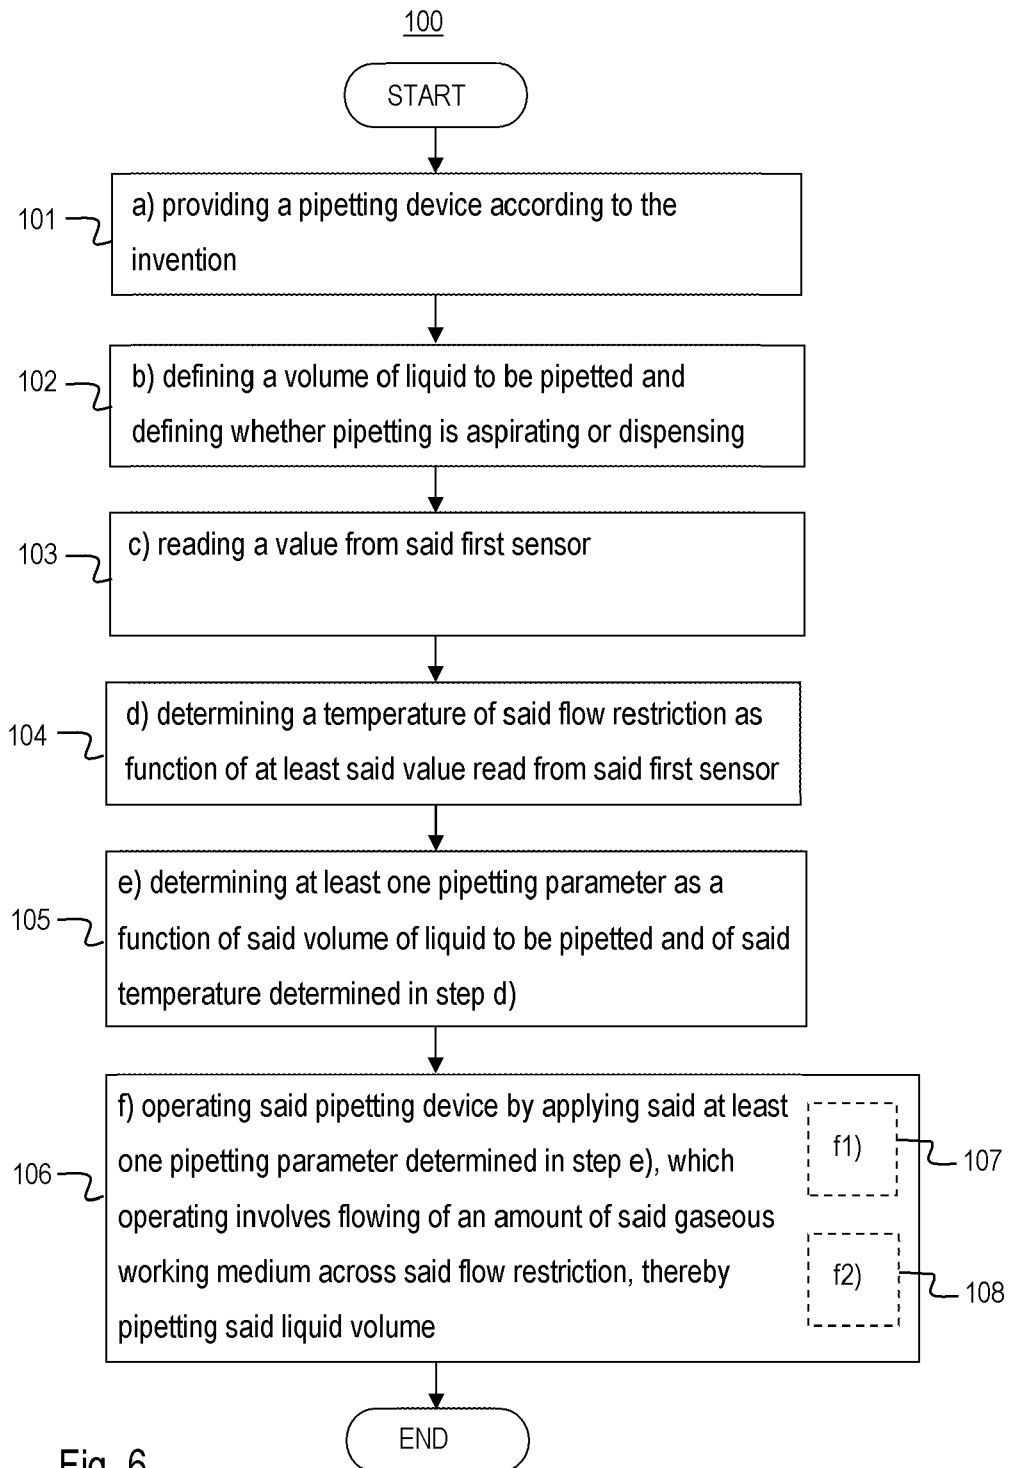 100
START
101
a) providing a pipetting device according to the
invention
102
b) defining a volume of liquid to be pipetted and
defining whether pipetting is aspirating or dispensing
103
c) reading a value from said first sensor
104
d) determining a temperature of said flow restriction as
function of at least said value read from said first sensor
105
e) determining at least one pipetting parameter as a
function of said volume of liquid to be pipetted and of said
temperature determined in step d)
106
f) operating said pipetting device by applying said at least
one pipetting parameter determined in step e), which
operating involves flowing of an amount of said gaseous
working medium across said flow restriction, thereby
pipetting said liquid volume
f1)
107
f2)
108
END
Fig. 6